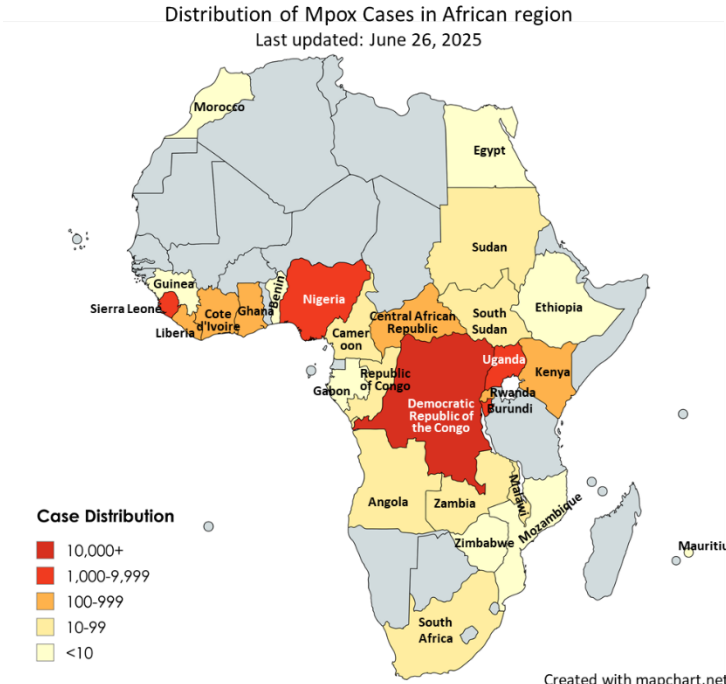 Distribution of Mpox Cases in African region
Last updated: June 26, 2025
Morocco
Egypt
Sudan
Guinea
Benin
Nigeria
Ethiopia
Sierra Leone
Cote
d'Ivoire
Ghana
Liberia
Central African
Republic
South
Sudan
Camer
oon
Uganda
Kenya
Republic
of Congo
Gabon
Rwanda
Democratic
Republic of
the Congo
Burundi
Angola
Zambia
Malawi
Mozambique
Zimbabwe
Mauritiu
South
Africa
Case Distribution
10,000+
1,000-9,999
100-999
10-99
<10
Created with mapchart.net